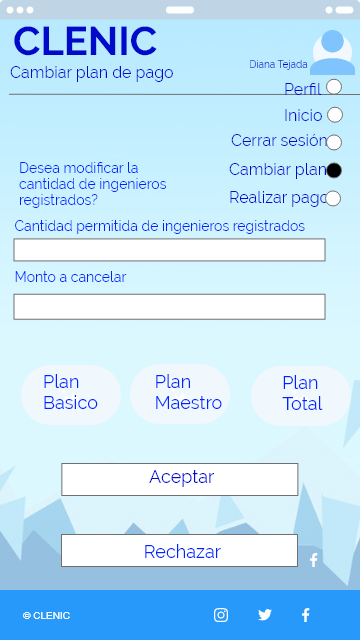 CLENIC
Diana Tejada
Cambiar plan de pago
Perfil
Inicio
Cerrar sesión
Cambiar plan
Realizar pago
Desea modificar la
cantidad de ingenieros
registrados?
Cantidad permitida de ingenieros registrados
Monto a cancelar
Plan
Basico
Plan
Maestro
Plan
Total
Aceptar
Rechazar
© CLENIC